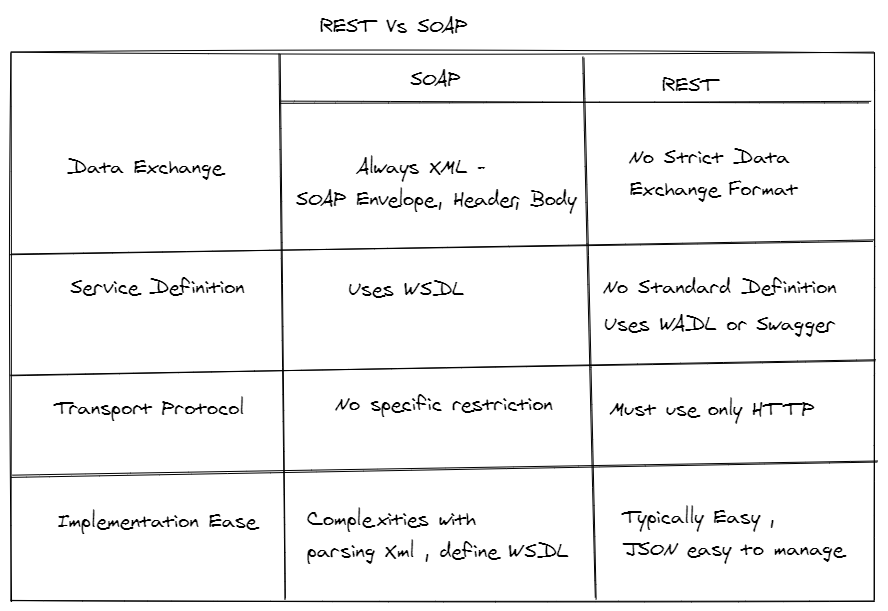 REST Vs SOAP
SOAP
REST
Data Exchange
Always XML -
SOAP Envelope, Header, Body
No Strict Data
Exchange Format
Service Definition
Uses WSDL
No Standard Definition
Uses WADL or Swagger
Transport Protocol
No specific restriction
Must use only HTTP
Implementation Ease
Complexities with
parsing Xml , define WSDL
Typically Easy ,
JSON easy to manage